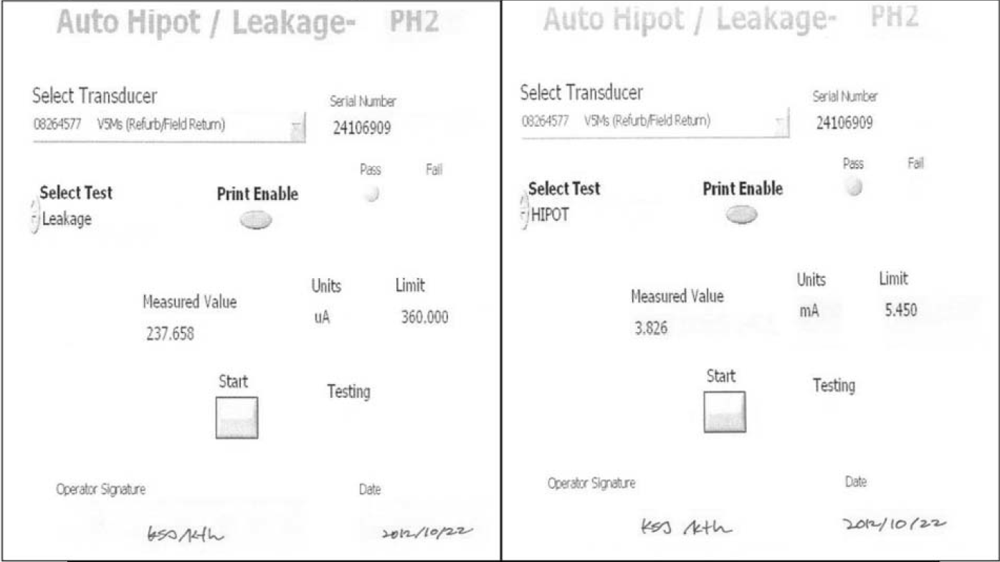 Auto Hipot / Leakage- PH2
Select Transducer
Serial Number
08264577 V5Ms (Refurb/Field Return)
24106909
Pass Fail
Select Test
Print Enable
Leakage
Units Limit
Measured Value
uA 360.000
237.658
Start
Testing
Operator Signature Date
2012/10/22
Auto Hipot / Leakage- PH2
Select Transducer
Serial Number
08264577 V5Ms (Refurb/Field Return)
24106909
Pass Fail
Select Test
Print Enable
HIPOT
Units Limit
Measured Value
mA 5.450
3.826
Start
Testing
Operator Signature Date
2012/10/22